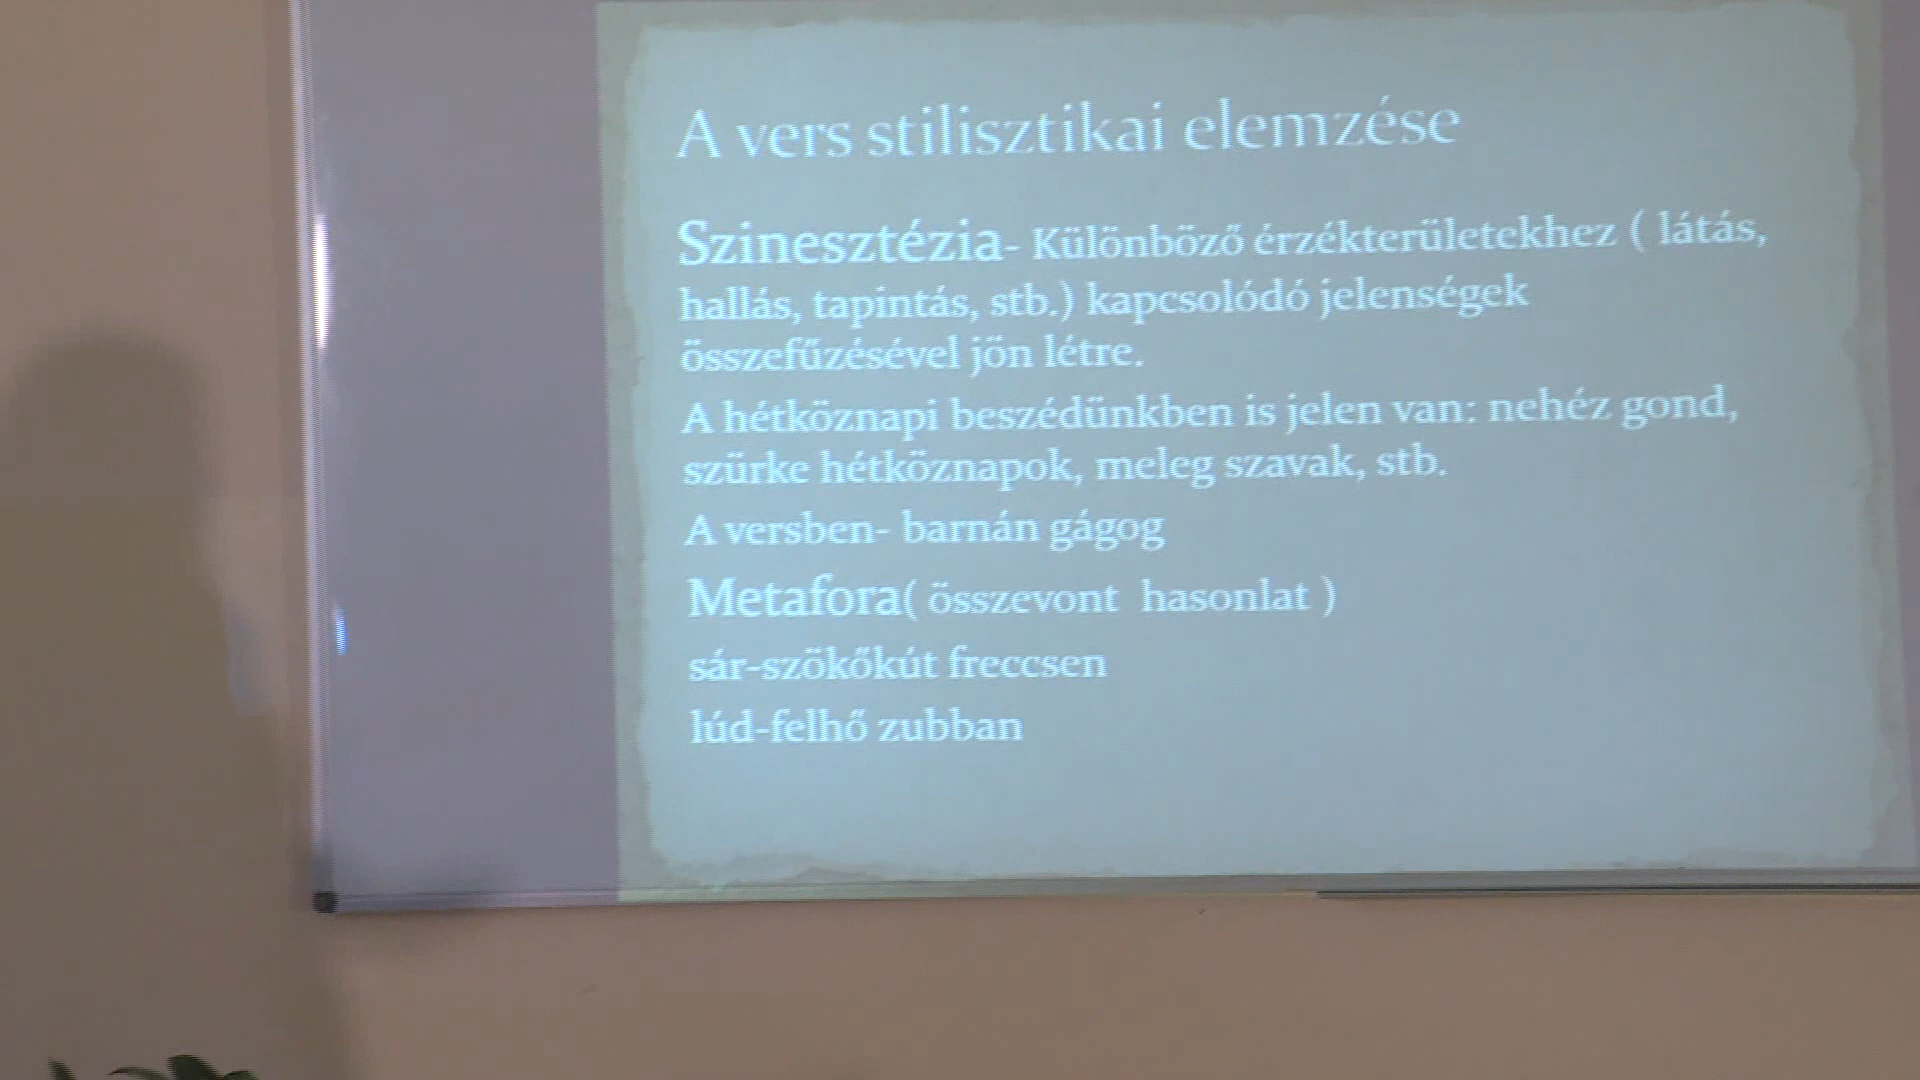 A vers stilisztikai elemzése
Szinesztézia- Különböző érzékterületekhez ( látás,
hallás, tapintás, stb.) kapcsolódó jelenségek
összefűzésével jön létre.
A hétköznapi beszédünkben is jelen van: nehéz gond,
szürke hétköznapok, meleg szavak, stb.
A versben- barnán gágog
Metafora( összevont hasonlat )
sár-szökőkút freccsen
lúd-felhő zubban